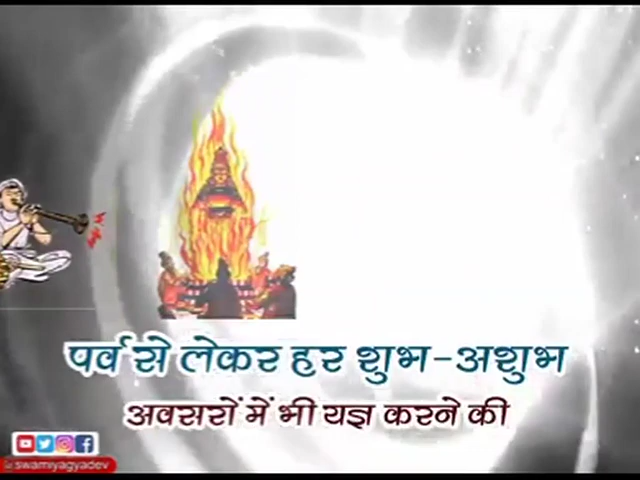 पर्व से लेकर हर शुभ-अशुभ
अवसरों में भी यज्ञ करने की
swamiyagyadev